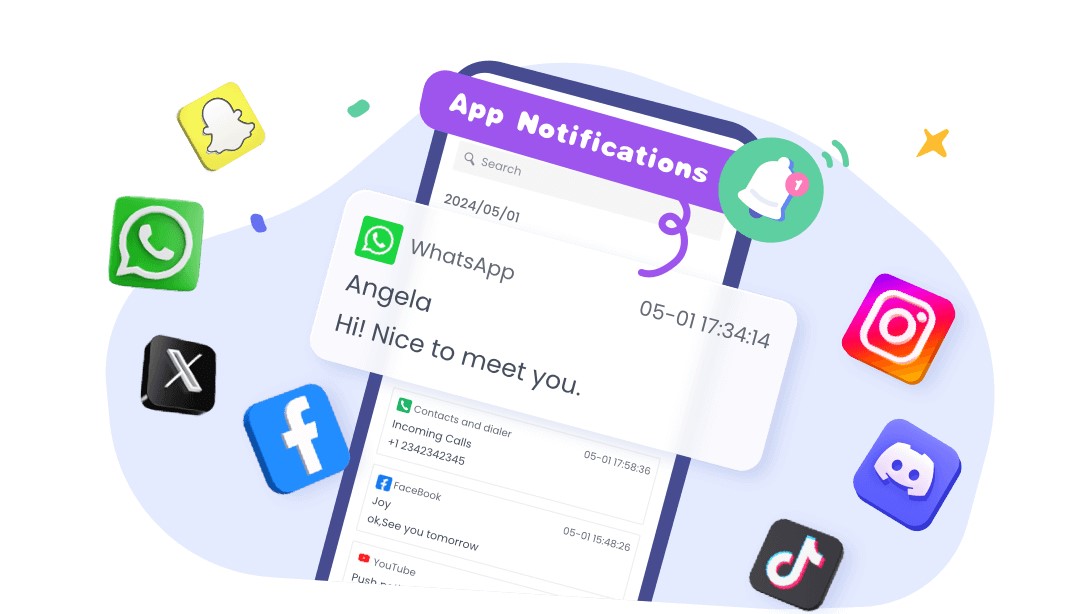 App Notifications
1
Search
2024/05/01
WhatsApp
05-01 17:34:14
Angela
Hi! Nice to meet you.
Contacts and dialer
05-01 17:58:36
Incoming Calls
+1 2342342345
FaceBook
05-01 15:48:26
Joy
ok,See you tomorrow
YouTube
Push